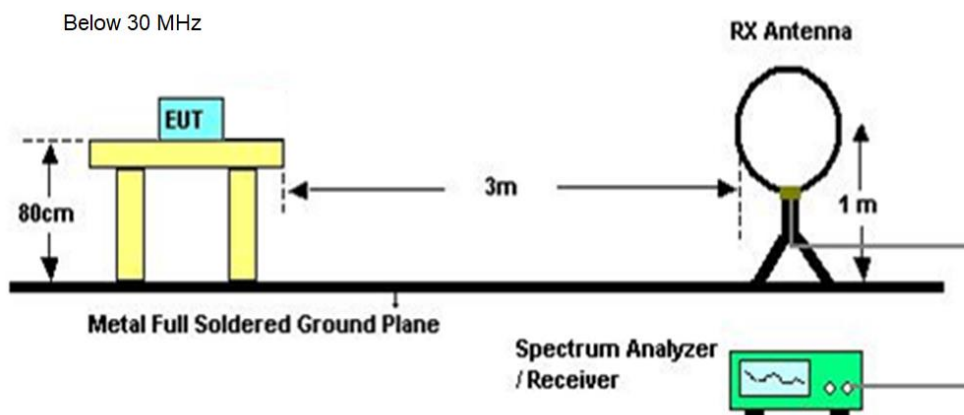 Below 30 MHz
RX Antenna
EUT
80cm
3m
1 m
Metal Full Soldered Ground Plane
Spectrum Analyzer
/ Receiver